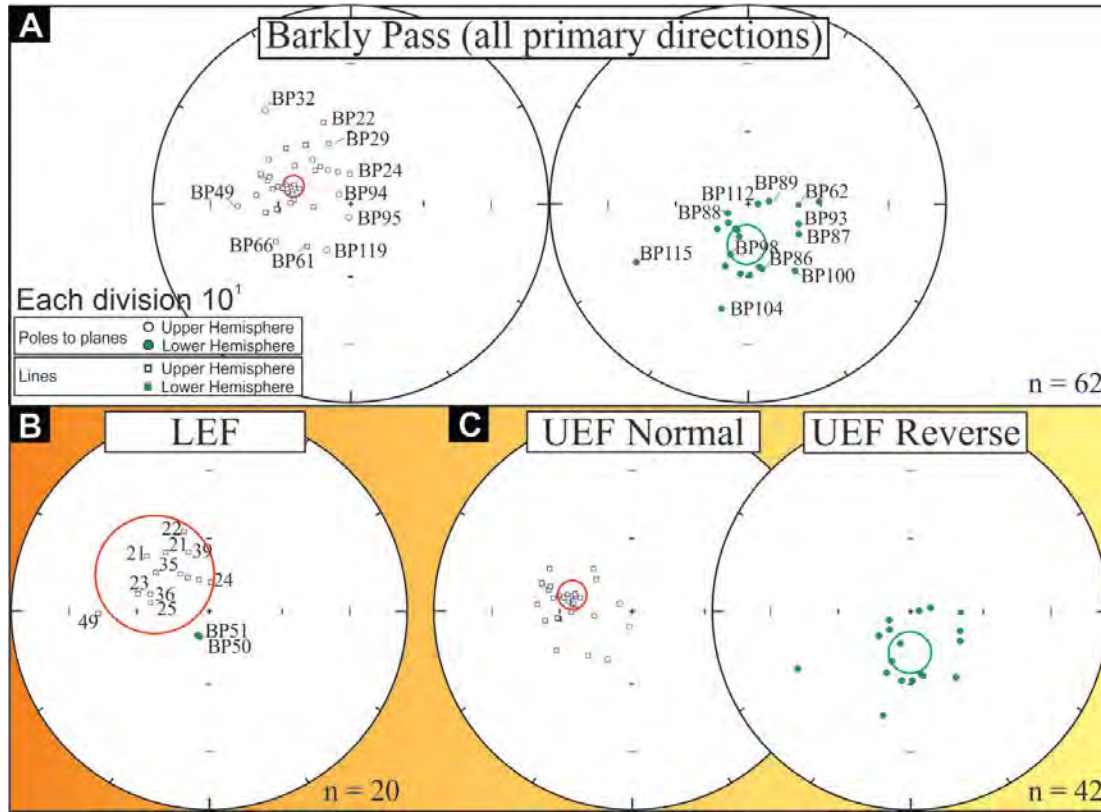 A
Barkly Pass (all primary directions)
BP32
BP22
BP29
BP24
BP49
BP94
BP95
BP66
BP61
BP119
BP112
BP89
BP62
BP88
BP93
BP87
BP98
BP86
BP115
BP100
BP104
Each division 10¹
Poles to planes
Upper Hemisphere
Lower Hemisphere
Lines
Upper Hemisphere
Lower Hemisphere
n = 62
B
LEF
22
21
21
39
35
23
24
36
25
49
BP51
BP50
n = 20
C
UEF Normal
UEF Reverse
n = 42